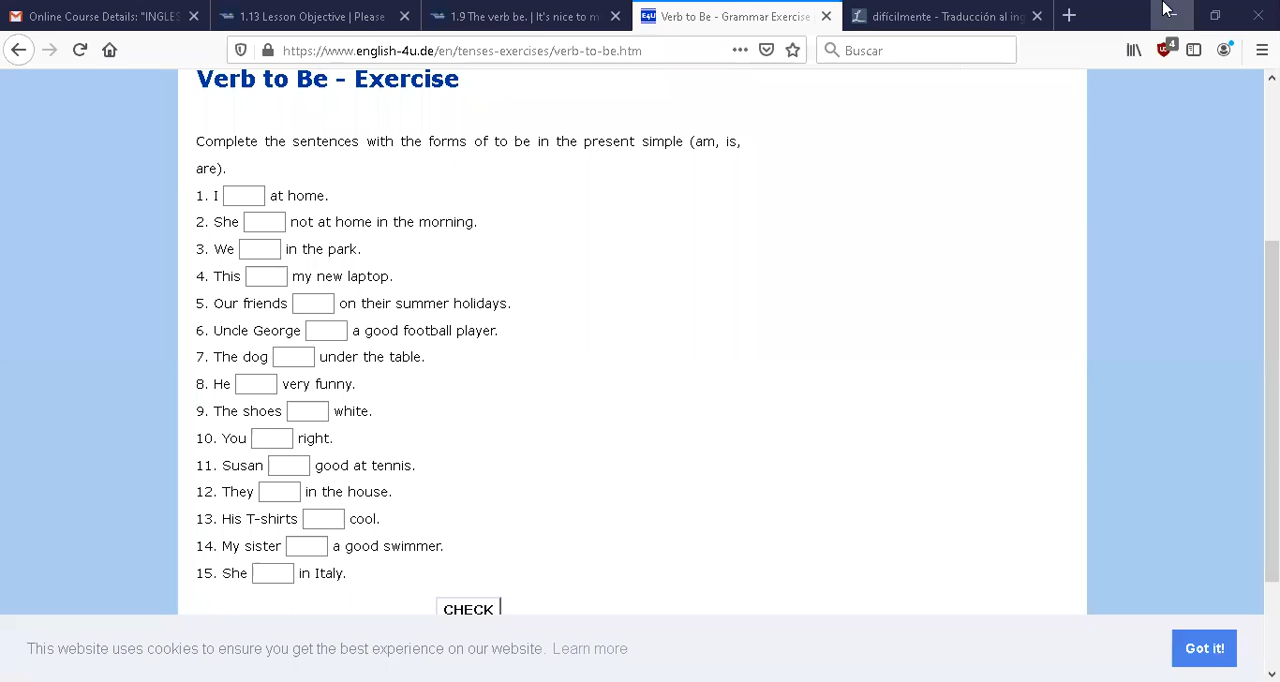 Online Course Details: "INGLES
1.13 Lesson Objective | Please
1.9 The verb be. | It's nice to m
Verb to Be - Grammar Exercise
difícilmente - Traducción al ing
https://www.english-4u.de/en/tenses-exercises/verb-to-be.htm
Buscar
4
Verb to Be - Exercise
Complete the sentences with the forms of to be in the present simple (am, is,
are).
1. I at home.
2. She not at home in the morning.
3. We in the park.
4. This my new laptop.
5. Our friends on their summer holidays.
6. Uncle George a good football player.
7. The dog under the table.
8. He very funny.
9. The shoes white.
10. You right.
11. Susan good at tennis.
12. They in the house.
13. His T-shirts cool.
14. My sister a good swimmer.
15. She in Italy.
CHECK
This website uses cookies to ensure you get the best experience on our website. Learn more
Got it!